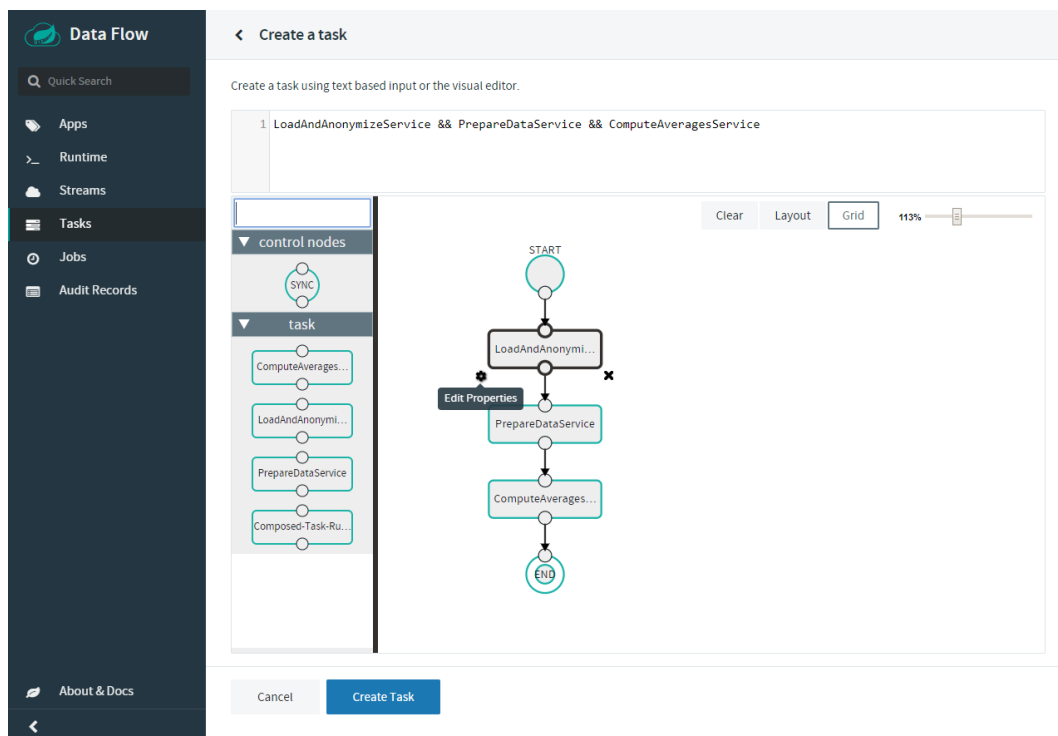 Data Flow
Quick Search
Apps
Runtime
Streams
Tasks
Jobs
Audit Records
About & Docs
Create a task
Create a task using text based input or the visual editor.
1 LoadAndAnonymizeService && PrepareDataService && ComputeAveragesService
Clear Layout Grid 113%
control nodes
SYNC
task
ComputeAverages...
LoadAndAnonymi...
PrepareDataService
Composed-Task-Ru...
START
LoadAndAnonymi...
Edit Properties
PrepareDataService
ComputeAverages...
END
Cancel Create Task